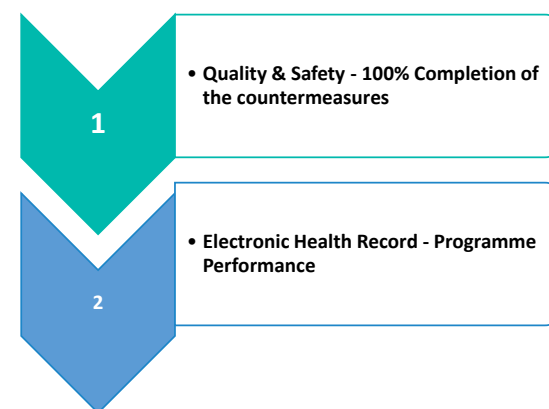 1
• Quality & Safety - 100% Completion of
the countermeasures
2
• Electronic Health Record - Programme
Performance